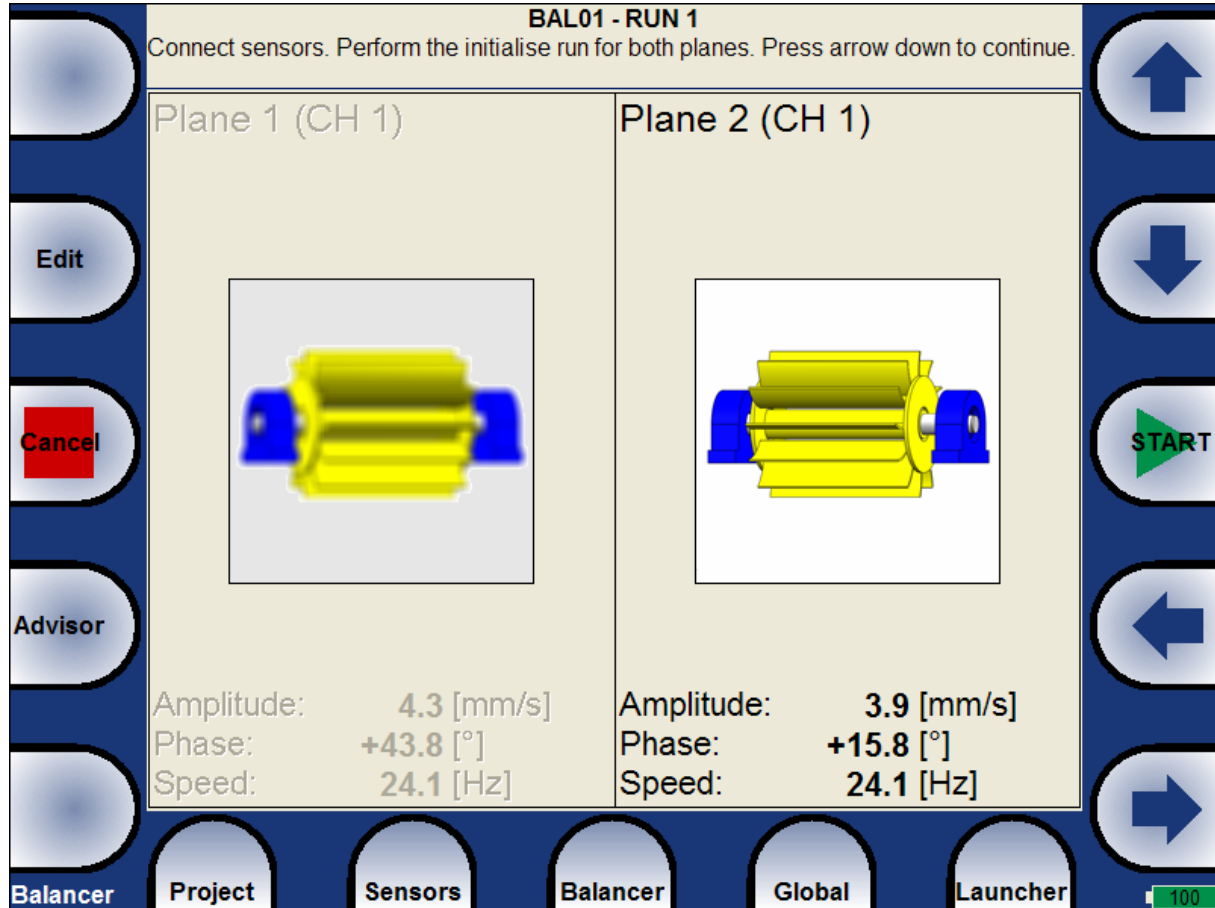 BAL01 - RUN 1
Connect sensors. Perform the initialise run for both planes. Press arrow down to continue.
Plane 1 (CH 1)
Plane 2 (CH 1)
Edit
Cancel
START
Advisor
Amplitude: 4.3 [mm/s]
Phase: +43.8 [°]
Speed: 24.1 [Hz]
Amplitude: 3.9 [mm/s]
Phase: +15.8 [°]
Speed: 24.1 [Hz]
Balancer
Project
Sensors
Balancer
Global
Launcher
100